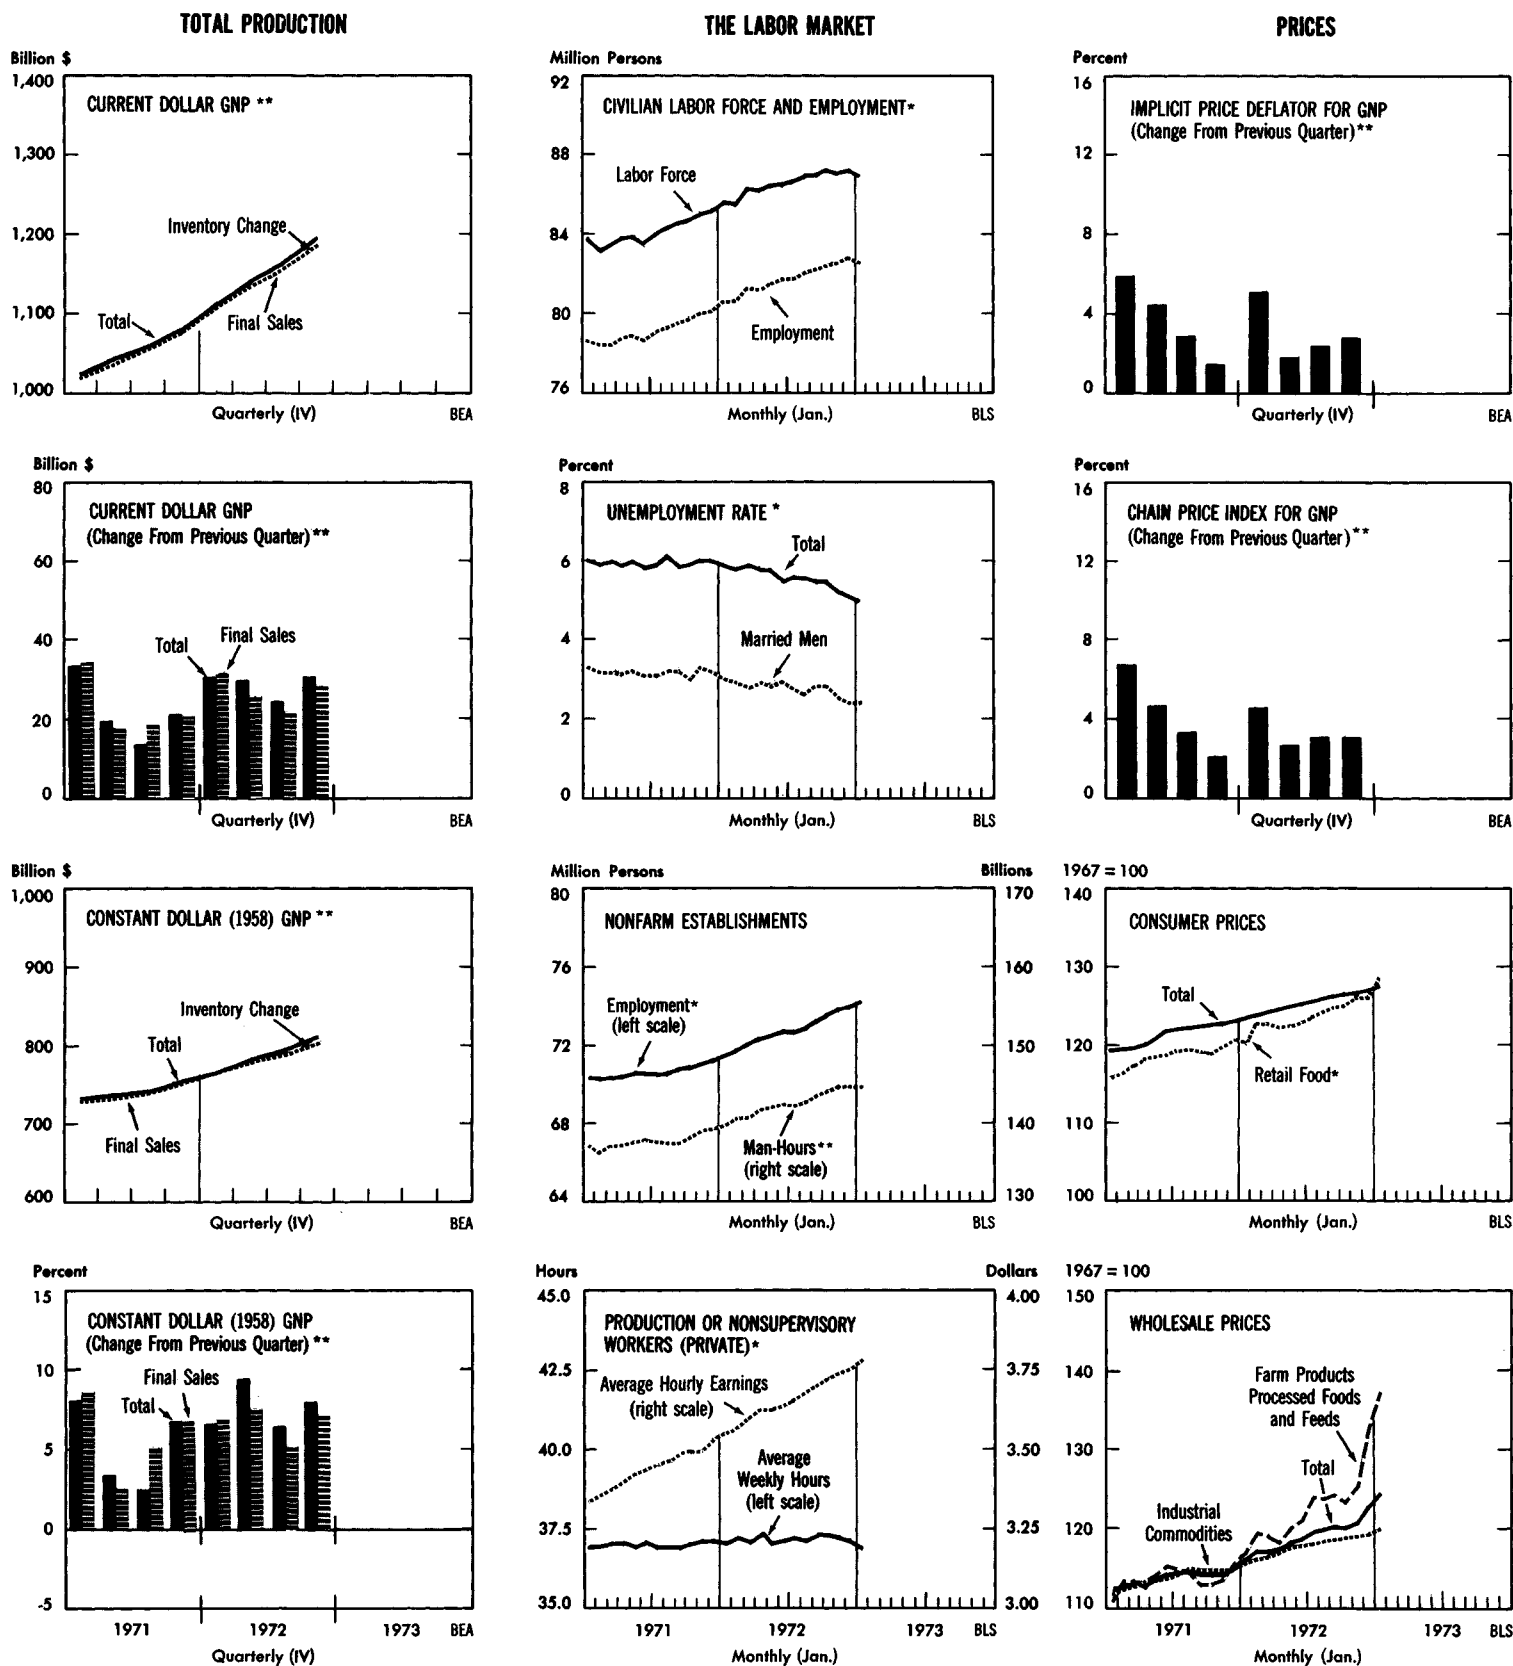 TOTAL PRODUCTION
Billion $
1,400
1,300
1,200
1,100
1,000
CURRENT DOLLAR GNP **
Inventory Change
Total
Final Sales
Quarterly (IV)
BEA
Billion $
80
60
40
20
0
CURRENT DOLLAR GNP
(Change From Previous Quarter)**
Total
Final Sales
Quarterly (IV)
BEA
Billion $
1,000
900
800
700
600
CONSTANT DOLLAR (1958) GNP **
Inventory Change
Total
Final Sales
Quarterly (IV)
BEA
Percent
15
10
5
0
-5
CONSTANT DOLLAR (1958) GNP
(Change From Previous Quarter) **
Final Sales
Total
1971
1972
1973
BEA
Quarterly (IV)
THE LABOR MARKET
Million Persons
92
88
84
80
76
CIVILIAN LABOR FORCE AND EMPLOYMENT*
Labor Force
Employment
Monthly (Jan.)
BLS
Percent
8
6
4
2
0
UNEMPLOYMENT RATE *
Total
Married Men
Monthly (Jan.)
BLS
Million Persons
Billions
80
76
72
68
64
170
160
150
140
130
NONFARM ESTABLISHMENTS
Employment*
(left scale)
Man-Hours**
(right scale)
Monthly (Jan.)
BLS
Hours
Dollars
45.0
42.5
40.0
37.5
35.0
4.00
3.75
3.50
3.25
3.00
PRODUCTION OR NONSUPERVISORY
WORKERS (PRIVATE)*
Average Hourly Earnings
(right scale)
Average
Weekly Hours
(left scale)
1971
1972
1973
BLS
Monthly (Jan.)
PRICES
Percent
16
12
8
4
0
IMPLICIT PRICE DEFLATOR FOR GNP
(Change From Previous Quarter)**
Quarterly (IV)
BEA
Percent
16
12
8
4
0
CHAIN PRICE INDEX FOR GNP
(Change From Previous Quarter)**
Quarterly (IV)
BEA
1967 = 100
140
130
120
110
100
CONSUMER PRICES
Total
Retail Food*
Monthly (Jan.)
BLS
1967 = 100
150
140
130
120
110
WHOLESALE PRICES
Farm Products
Processed Foods
and Feeds
Total
Industrial
Commodities
1971
1972
1973
BLS
Monthly (Jan.)